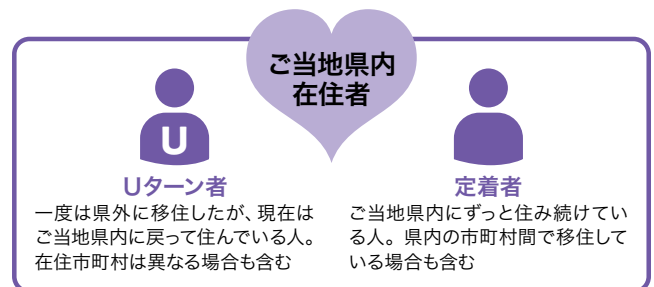 ご当地県内
在住者
U
Uターン者
一度は県外に移住したが、現在は
ご当地県内に戻って住んでいる人。
在住市町村は異なる場合も含む
定着者
ご当地県内にずっと住み続けてい
る人。県内の市町村間で移住して
いる場合も含む